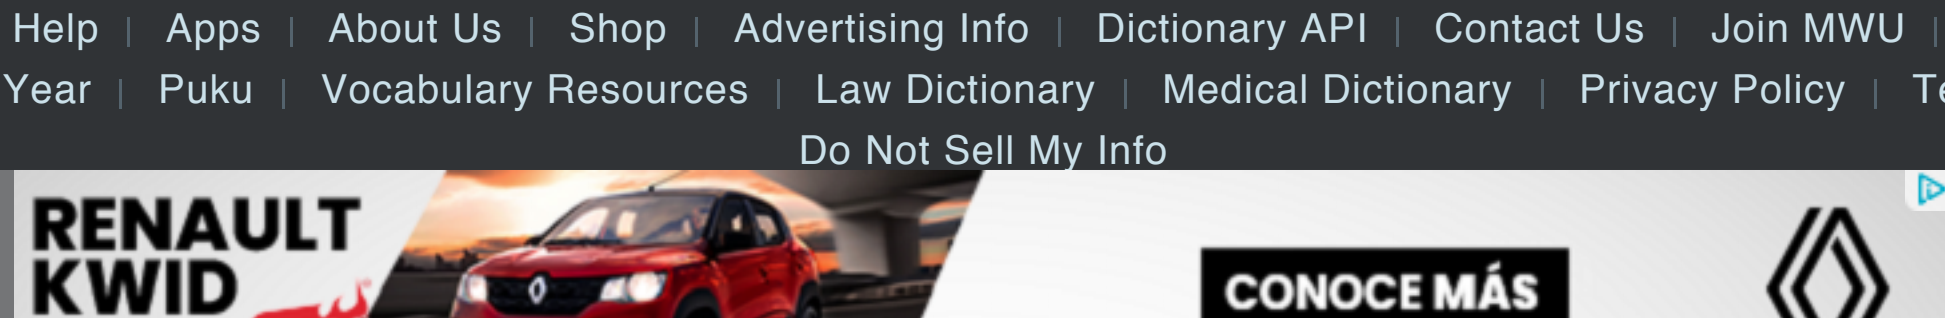 Help | Apps | About Us | Shop | Advertising Info | Dictionary API | Contact Us | Join MWU |
Year | Puku | Vocabulary Resources | Law Dictionary | Medical Dictionary | Privacy Policy |
Do Not Sell My Info
RENAULT
KWID
CONOCE MÁS